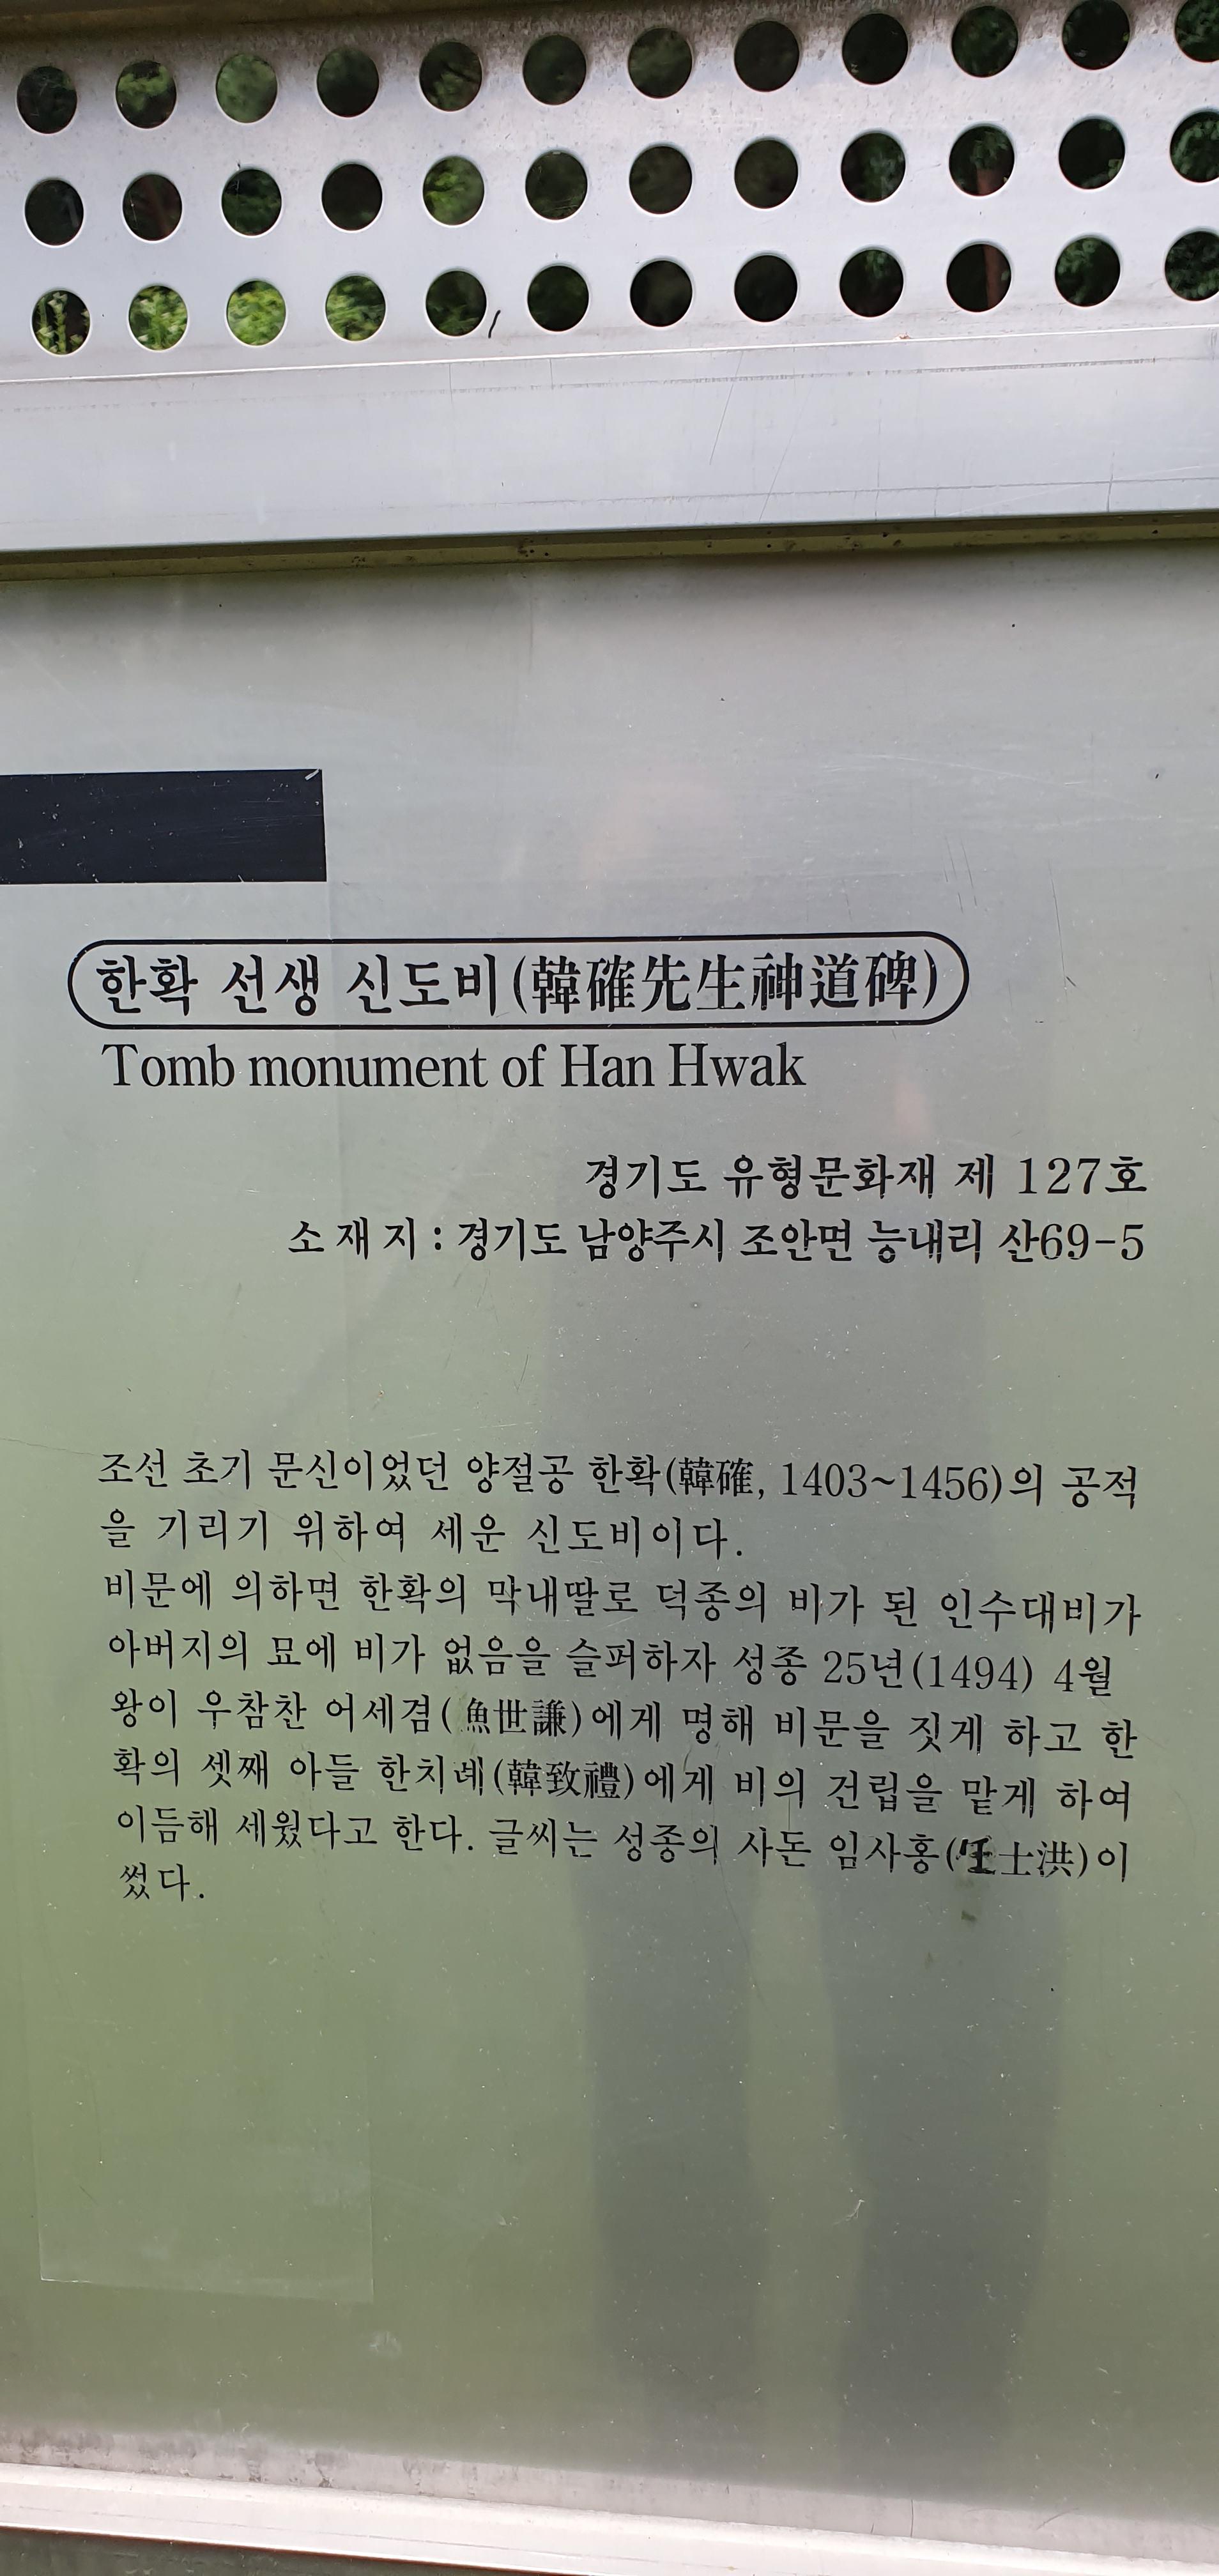 한확 선생 신도비(韓確先生神道碑)
Tomb monument of Han Hwak
경기도 유형문화재 제 127호
소 재 지 : 경기도 남양주시 조안면 능내리 산69-5
조선 초기 문신이었던 양절공 한확(韓確, 1403~1456)의 공적
을 기리기 위하여 세운 신도비이다.
비문에 의하면 한확의 막내딸로 덕종의 비가 된 인수대비가
아버지의 묘에 비가 없음을 슬퍼하자 성종 25년(1494) 4월
왕이 우참찬 어세겸(魚世謙)에게 명해 비문을 짓게 하고 한
확의 셋째 아들 한치례(韓致禮)에게 비의 건립을 맡게 하여
이듬해 세웠다고 한다. 글씨는 성종의 사돈 임사홍(士洪)이
썼다.